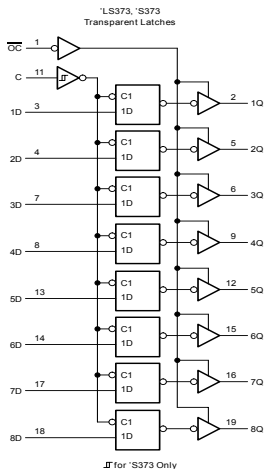 'LS373, 'S373
Transparent Latches
OC 1
C 11
C1
1D 3 1D 2 1Q
C1
2D 4 1D 5 2Q
C1
3D 7 1D 6 3Q
C1
4D 8 1D 9 4Q
C1
5D 13 1D 12 5Q
C1
6D 14 1D 15 6Q
C1
7D 17 1D 16 7Q
C1
8D 18 1D 19 8Q
for 'S373 Only